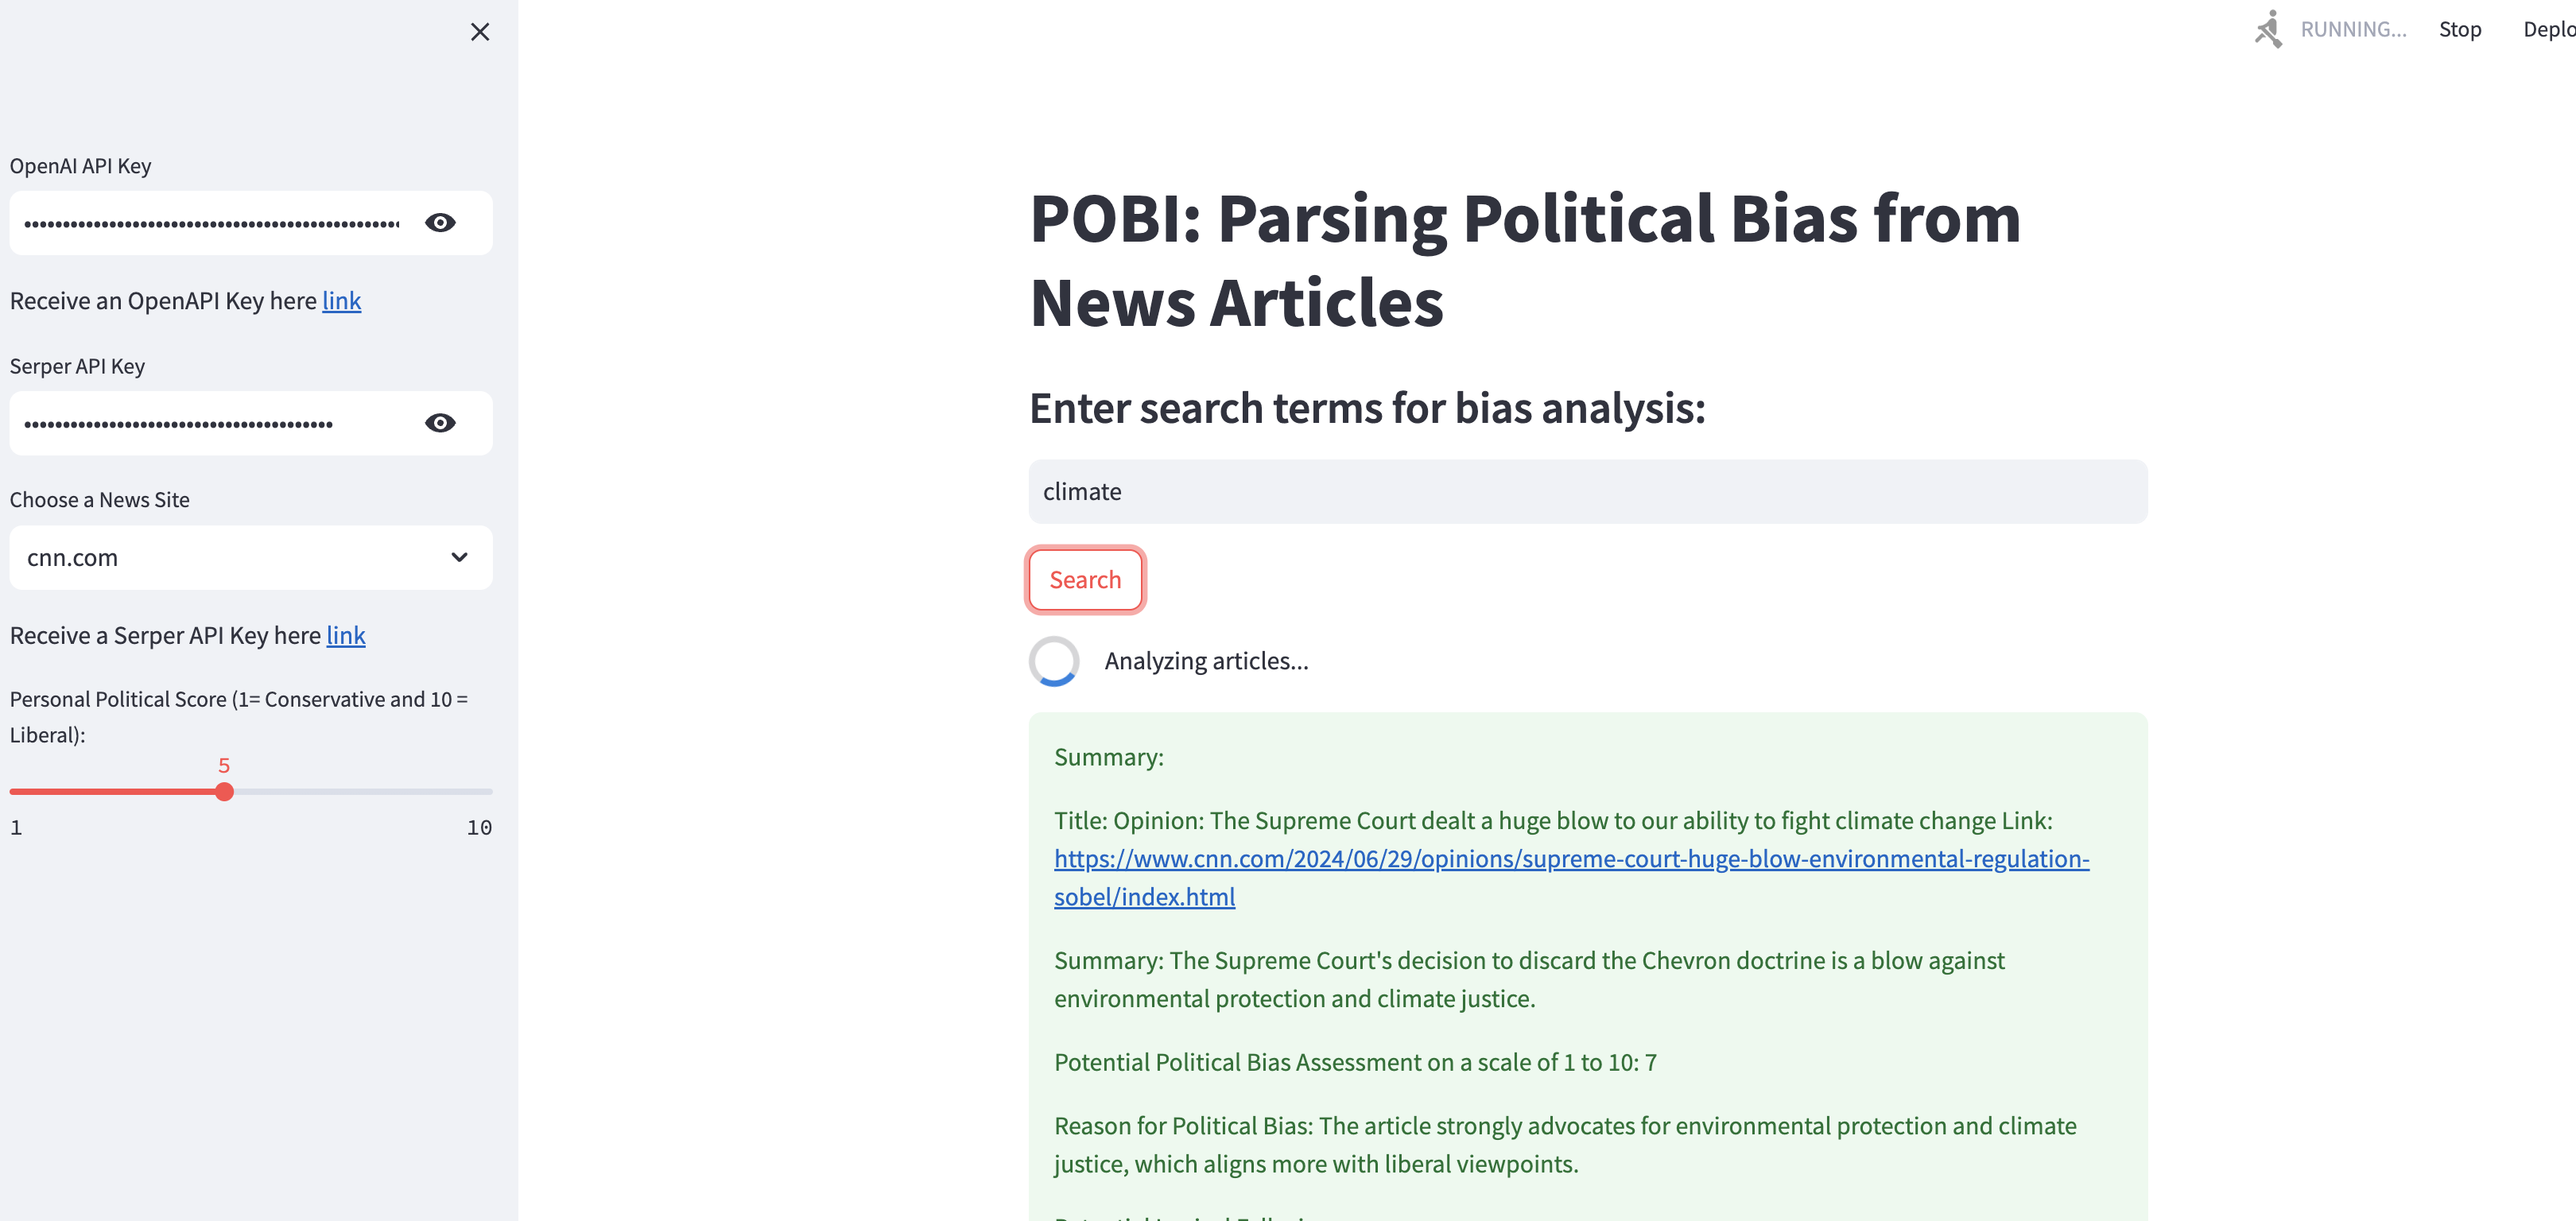 OpenAI API Key
Receive an OpenAPI Key here link
Serper API Key
Choose a News Site
cnn.com
Receive a Serper API Key here link
Personal Political Score (1= Conservative and 10 =
Liberal):
5
1 10
RUNNING... Stop
POBI: Parsing Political Bias from
News Articles
Enter search terms for bias analysis:
climate
Search
Analyzing articles...
Summary:
Title: Opinion: The Supreme Court dealt a huge blow to our ability to fight climate change Link:
https://www.cnn.com/2024/06/29/opinions/supreme-court-huge-blow-environmental-regulation-
sobel/index.html
Summary: The Supreme Court's decision to discard the Chevron doctrine is a blow against
environmental protection and climate justice.
Potential Political Bias Assessment on a scale of 1 to 10: 7
Reason for Political Bias: The article strongly advocates for environmental protection and climate
justice, which aligns more with liberal viewpoints.